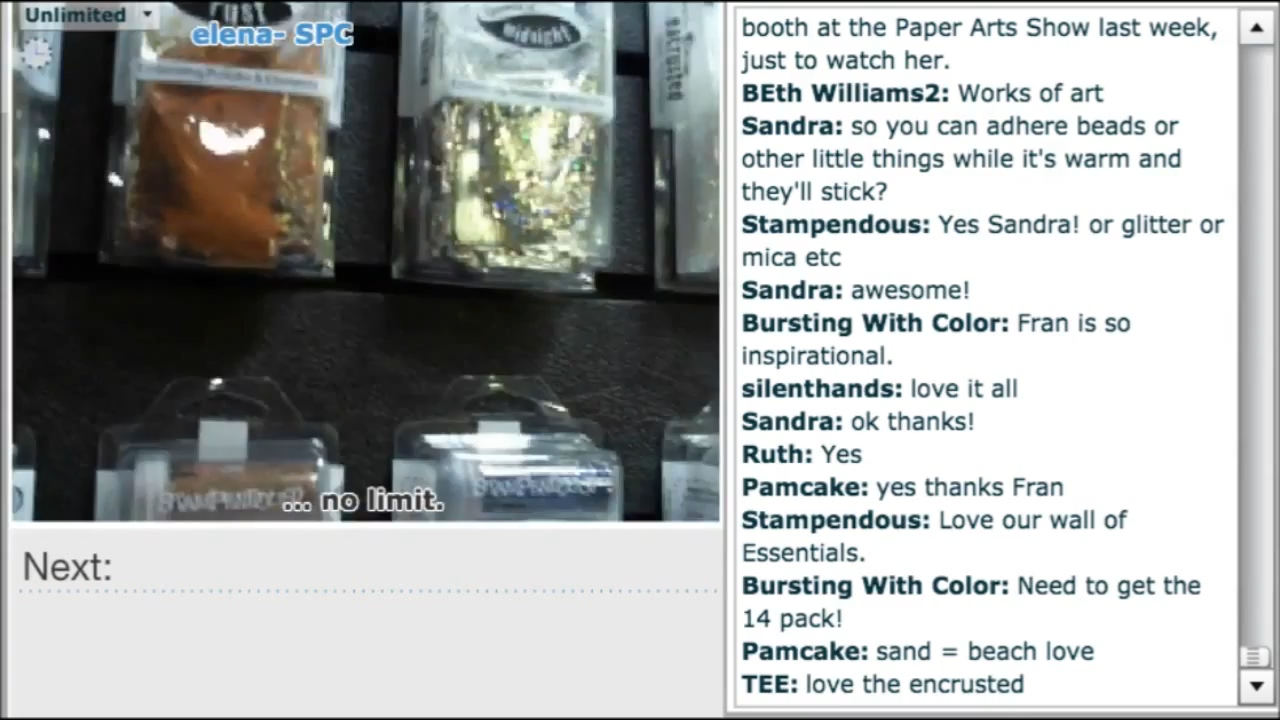 Unlimited
elena- SPC
RUST
midnight
encrusted
STAMPENDOUS
STAMPENDOUS
... no limit.
Next:
booth at the Paper Arts Show last week,
just to watch her.
BEth Williams2: Works of art
Sandra: so you can adhere beads or
other little things while it's warm and
they'll stick?
Stampendous: Yes Sandra! or glitter or
mica etc
Sandra: awesome!
Bursting With Color: Fran is so
inspirational.
silenthands: love it all
Sandra: ok thanks!
Ruth: Yes
Pamcake: yes thanks Fran
Stampendous: Love our wall of
Essentials.
Bursting With Color: Need to get the
14 pack!
Pamcake: sand = beach love
TEE: love the encrusted